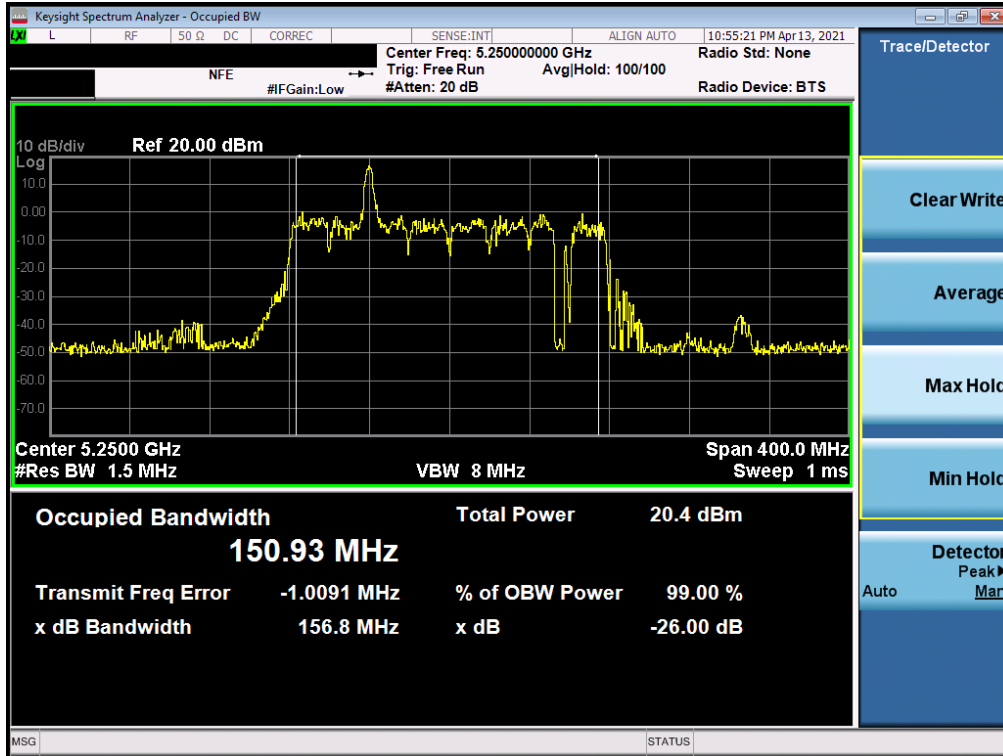 Keysight Spectrum Analyzer - Occupied BW
LXI L RF 50 Ω DC CORREC SENSE:INT ALIGN AUTO 10:55:21 PM Apr 13, 2021
Center Freq: 5.250000000 GHz Radio Std: None
NFE Trig: Free Run Avg|Hold: 100/100
#IFGain:Low #Atten: 20 dB Radio Device: BTS
10 dB/div Ref 20.00 dBm
Log
10.0
0.00
-10.0
-20.0
-30.0
-40.0
-50.0
-60.0
-70.0
Center 5.2500 GHz Span 400.0 MHz
#Res BW 1.5 MHz VBW 8 MHz Sweep 1 ms
Occupied Bandwidth Total Power 20.4 dBm
150.93 MHz
Transmit Freq Error -1.0091 MHz % of OBW Power 99.00 %
x dB Bandwidth 156.8 MHz x dB -26.00 dB
MSG STATUS
Trace/Detector
Clear Write
Average
Max Hold
Min Hold
Detector
Peak
Auto Man